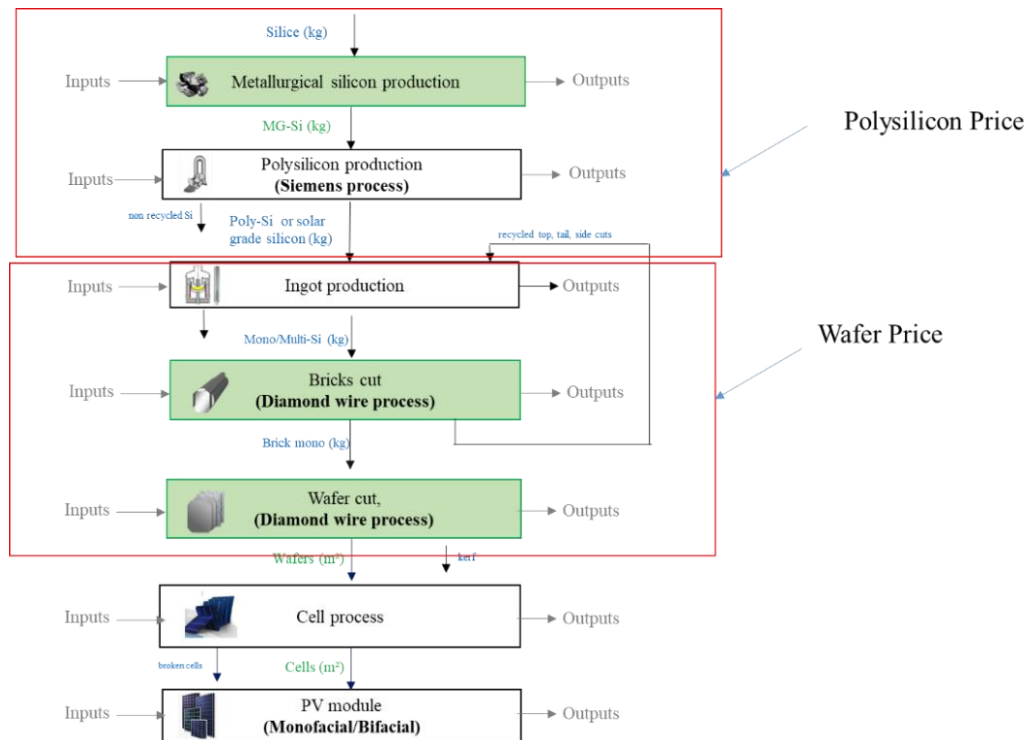 Silice (kg)
Inputs
Metallurgical silicon production
Outputs
MG-Si (kg)
Polysilicon Price
Inputs
Polysilicon production
(Siemens process)
Outputs
non recycled Si
Poly-Si or solar
grade silicon (kg)
recycled top, tail, side cuts
Inputs
Ingot production
Outputs
Mono/Multi-Si (kg)
Wafer Price
Inputs
Bricks cut
(Diamond wire process)
Outputs
Brick mono (kg)
Inputs
Wafer cut,
(Diamond wire process)
Outputs
Wafers (m²)
kerf
Inputs
Cell process
Outputs
broken cells
Cells (m²)
Inputs
PV module
(Monofacial/Bifacial)
Outputs